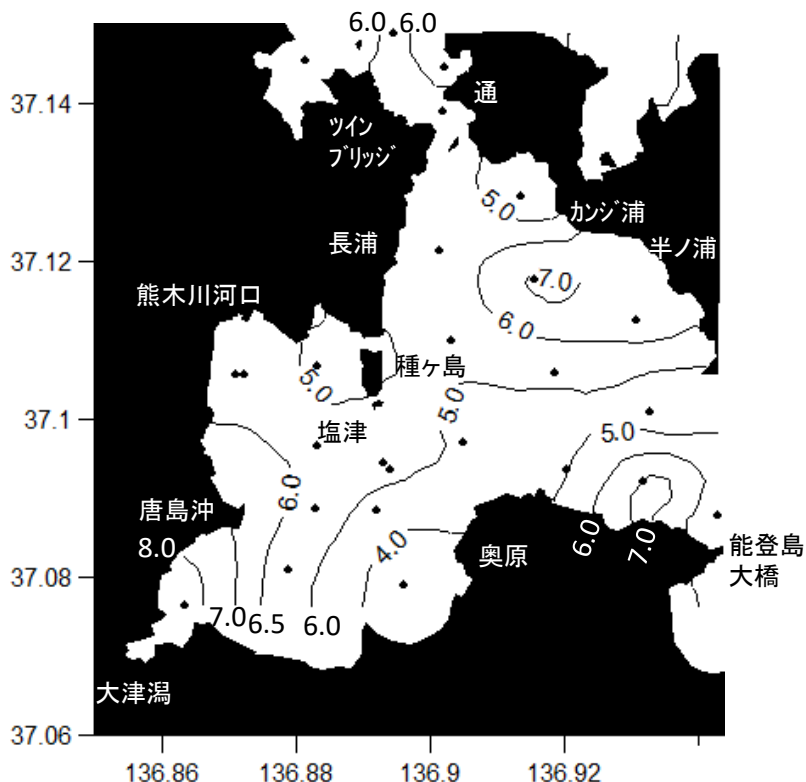 6.0 6.0
37.14
通
ﾂｲﾝ
ﾌﾞﾘｯｼﾞ
5.0
ｶﾝｼﾞ浦
長浦
半ノ浦
37.12
7.0
熊木川河口
6.0
種ヶ島
5.0
5.0
37.1
塩津
5.0
6.0
唐島沖
8.0
4.0
奥原
6.0
7.0
能登島
大橋
37.08
7.0
6.5
6.0
大津潟
37.06
136.86
136.88
136.9
136.92